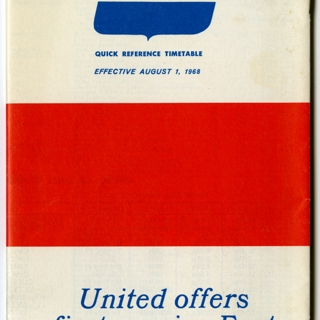 QUICK REFERENCE TIMETABLE
EFFECTIVE AUGUST 1, 1968
United offers